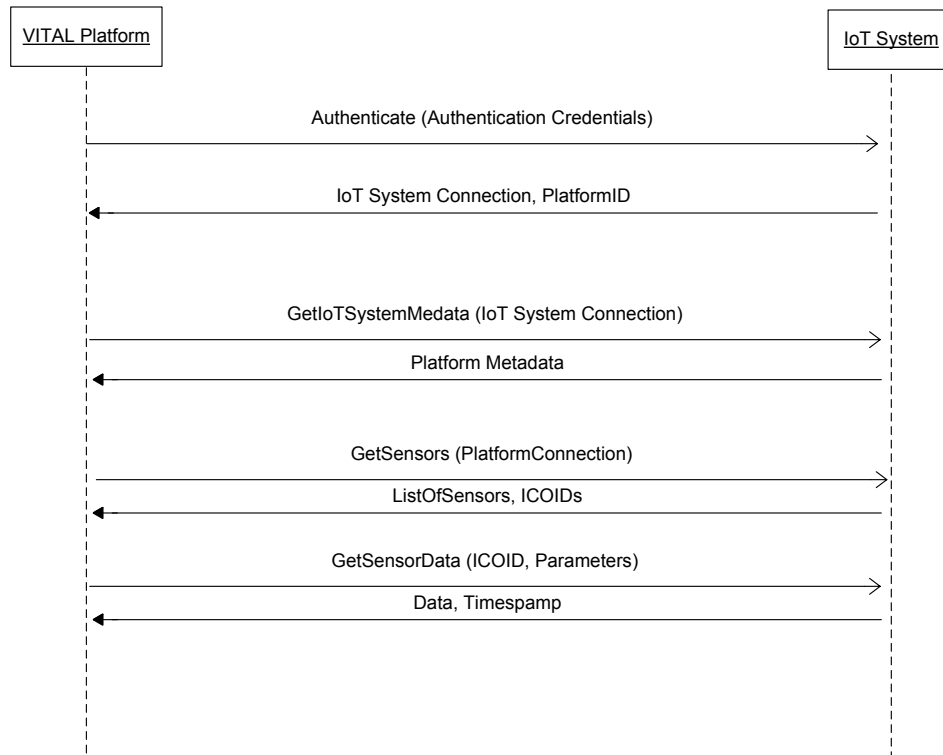 VITAL Platform
IoT System
Authenticate (Authentication Credentials)
IoT System Connection, PlatformID
GetIoTSystemMedata (IoT System Connection)
Platform Metadata
GetSensors (PlatformConnection)
ListOfSensors, ICOIDs
GetSensorData (ICOID, Parameters)
Data, Timespamp